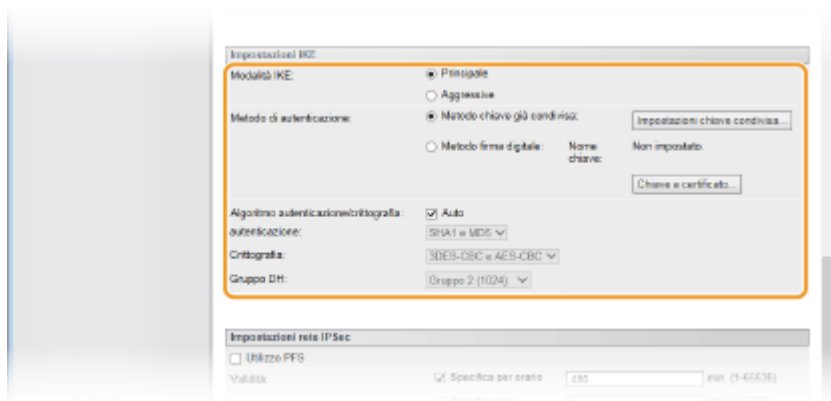 Impostazioni IKE
Modalità IKE: Principale
Aggressive
Metodo di autenticazione: Metodo chiave già condivisa: Impostazioni chiave condivisa...
Metodo firma digitale: Nome chiave: Non impostato.
Chiave e certificato...
Algoritmo autenticazione/crittografia: Auto
autenticazione: SHA1 e MD5
Crittografia: 3DES-CBC e AES-CBC
Gruppo DH: Gruppo 2 (1024)
Impostazioni rete IPSec
Utilizzo PFS
Validità Specifica per orario 480 min. (1-65535)